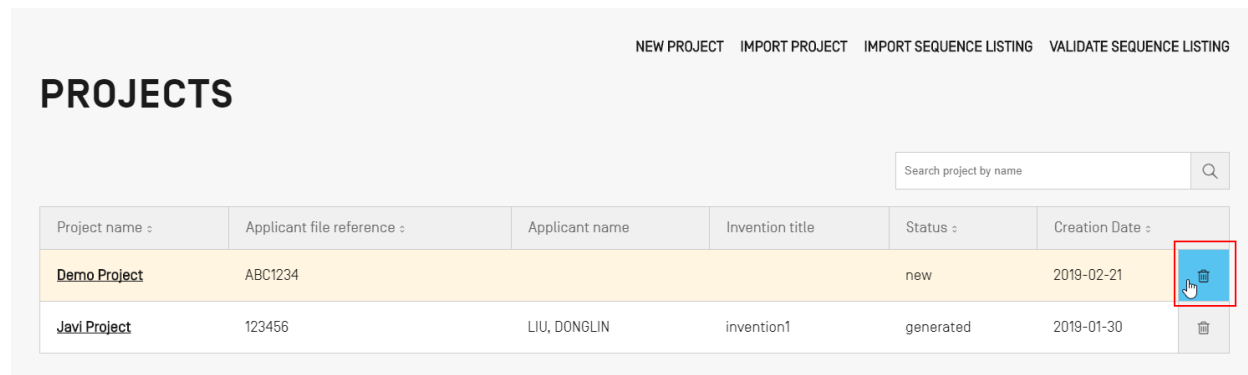 NEW PROJECT IMPORT PROJECT IMPORT SEQUENCE LISTING VALIDATE SEQUENCE LISTING
PROJECTS
Search project by name
Project name Applicant file reference Applicant name Invention title Status Creation Date
Demo Project ABC1234 new 2019-02-21
Javi Project 123456 LIU, DONGLIN invention1 generated 2019-01-30